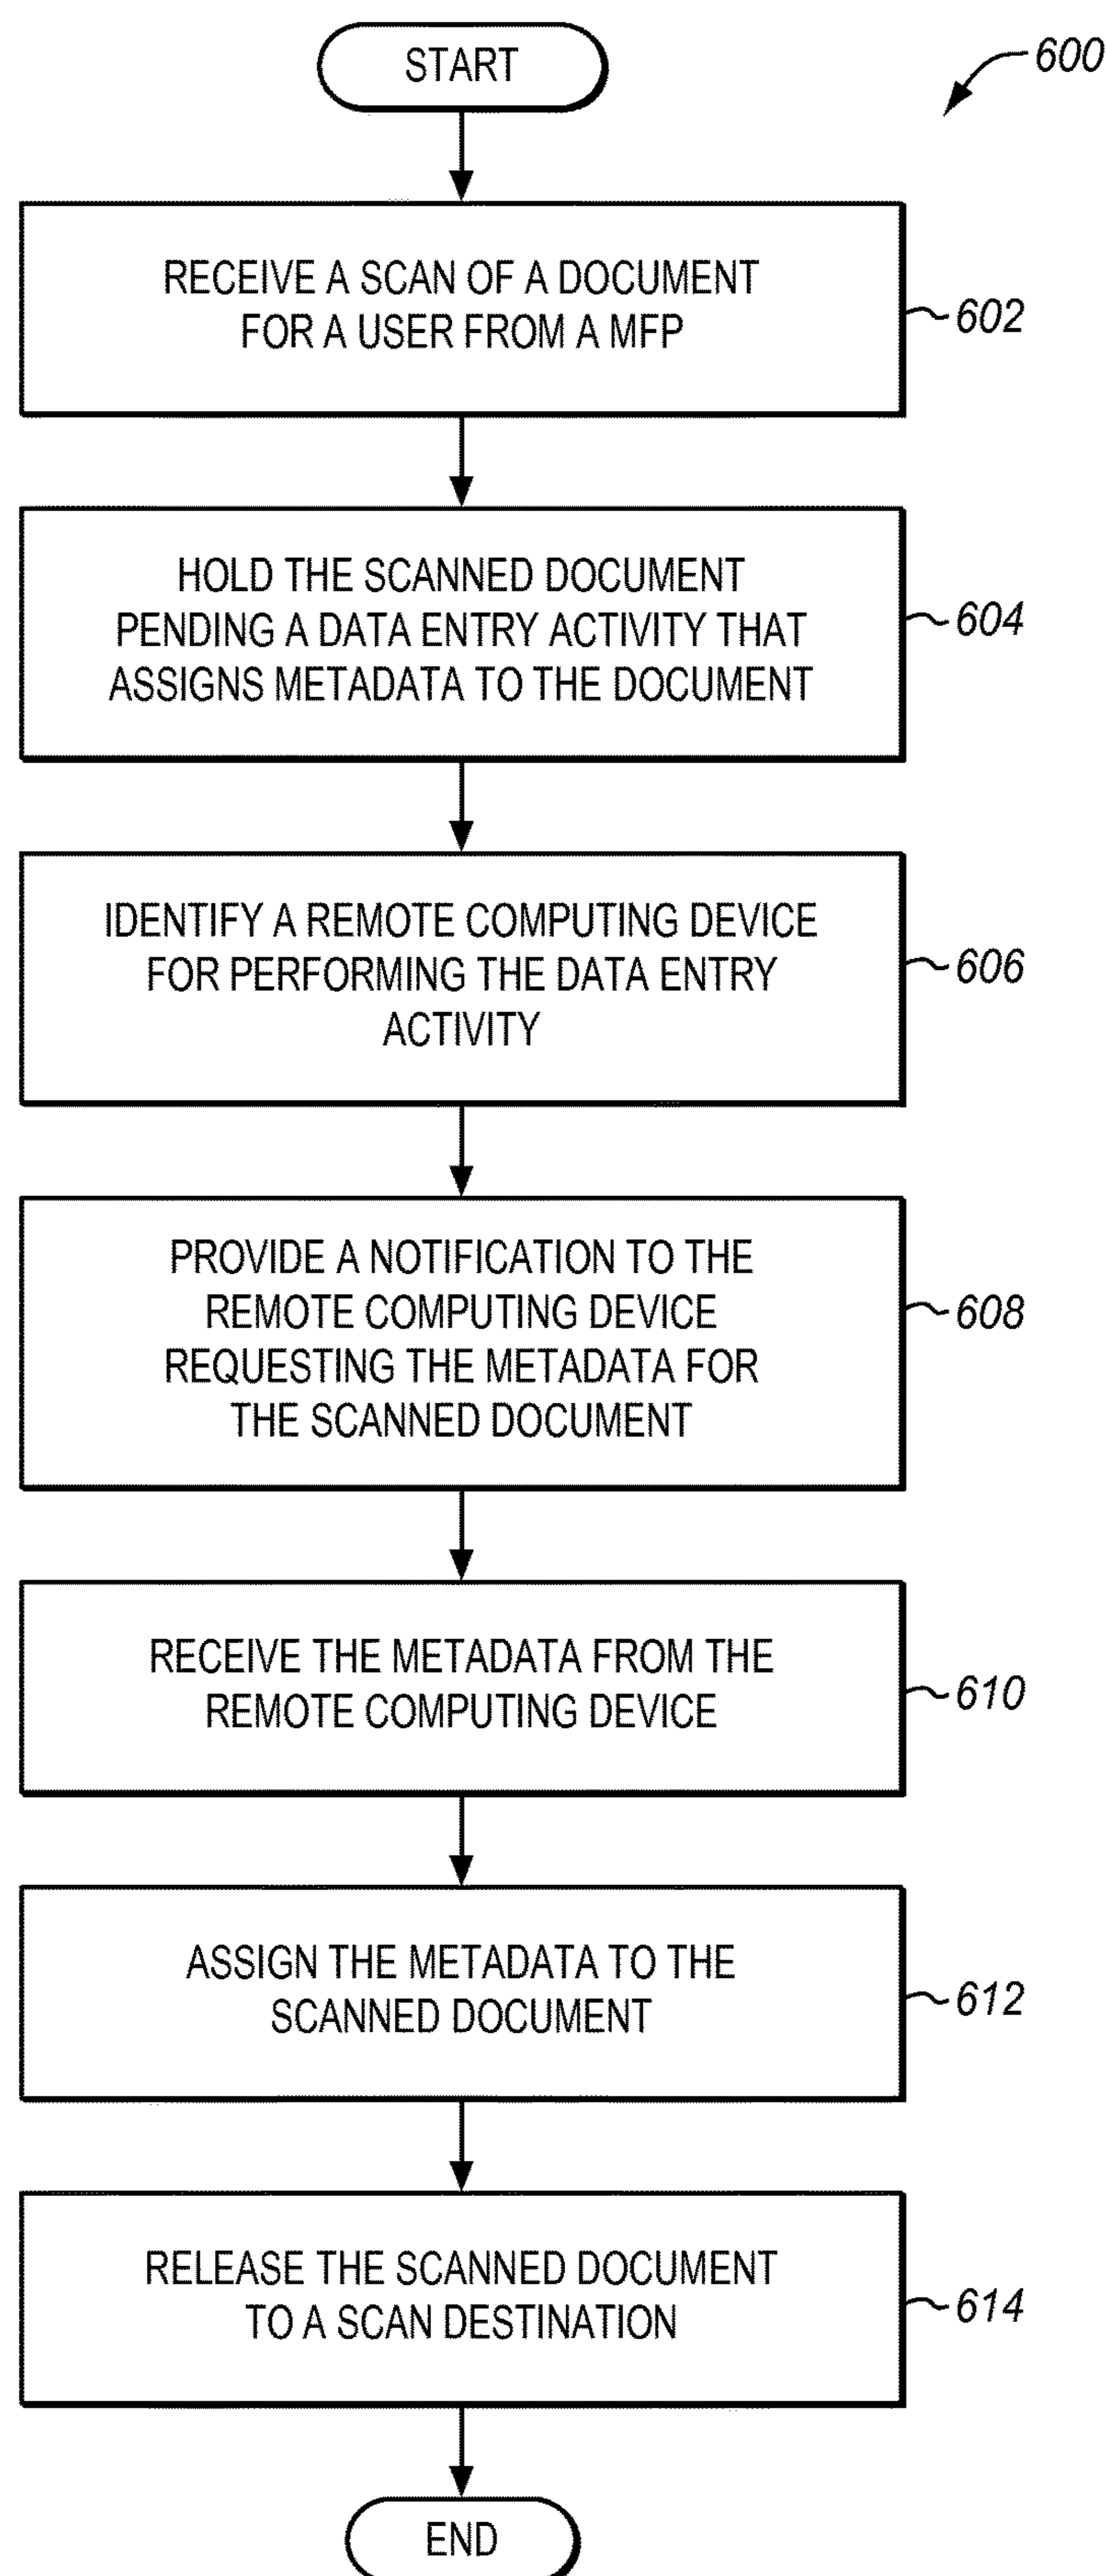 START
600
RECEIVE A SCAN OF A DOCUMENT
FOR A USER FROM A MFP
602
HOLD THE SCANNED DOCUMENT
PENDING A DATA ENTRY ACTIVITY THAT
ASSIGNS METADATA TO THE DOCUMENT
604
IDENTIFY A REMOTE COMPUTING DEVICE
FOR PERFORMING THE DATA ENTRY
ACTIVITY
606
PROVIDE A NOTIFICATION TO THE
REMOTE COMPUTING DEVICE
REQUESTING THE METADATA FOR
THE SCANNED DOCUMENT
608
RECEIVE THE METADATA FROM THE
REMOTE COMPUTING DEVICE
610
ASSIGN THE METADATA TO THE
SCANNED DOCUMENT
612
RELEASE THE SCANNED DOCUMENT
TO A SCAN DESTINATION
614
END